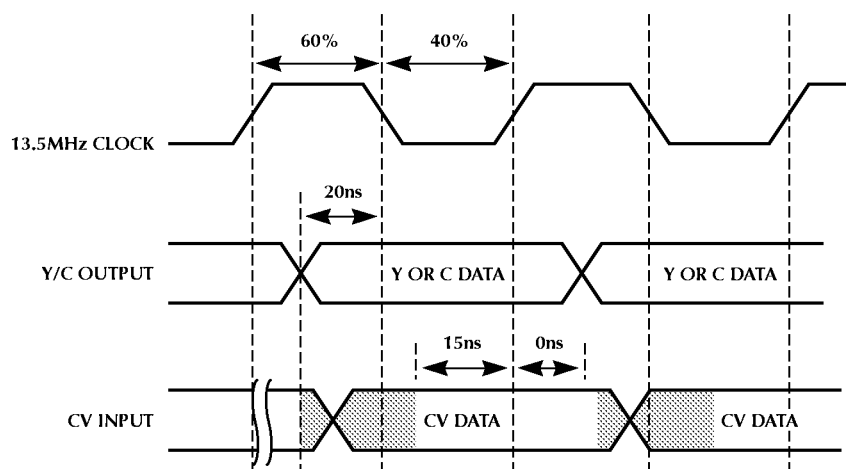 60%
40%
13.5MHz CLOCK
20ns
Y/C OUTPUT
Y OR C DATA
Y OR C DATA
15ns
0ns
CV INPUT
CV DATA
CV DATA